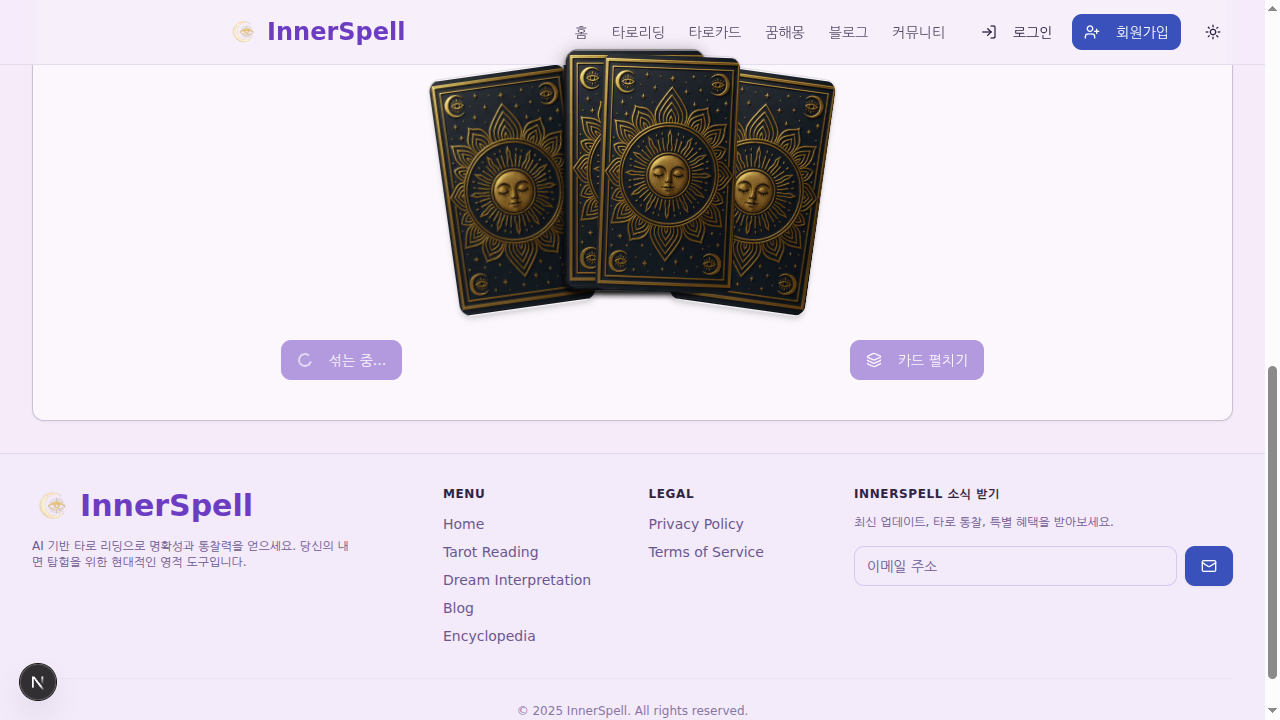 InnerSpell
홈
타로리딩
타로카드
꿈해몽
블로그
커뮤니티
로그인
회원가입
섞는 중...
카드 펼치기
InnerSpell
AI 기반 타로 리딩으로 명확성과 통찰력을 얻으세요. 당신의 내
면 탐험을 위한 현대적인 영적 도구입니다.
MENU
Home
Tarot Reading
Dream Interpretation
Blog
Encyclopedia
LEGAL
Privacy Policy
Terms of Service
INNERSPELL 소식 받기
최신 업데이트, 타로 통찰, 특별 혜택을 받아보세요.
이메일 주소
© 2025 InnerSpell. All rights reserved.